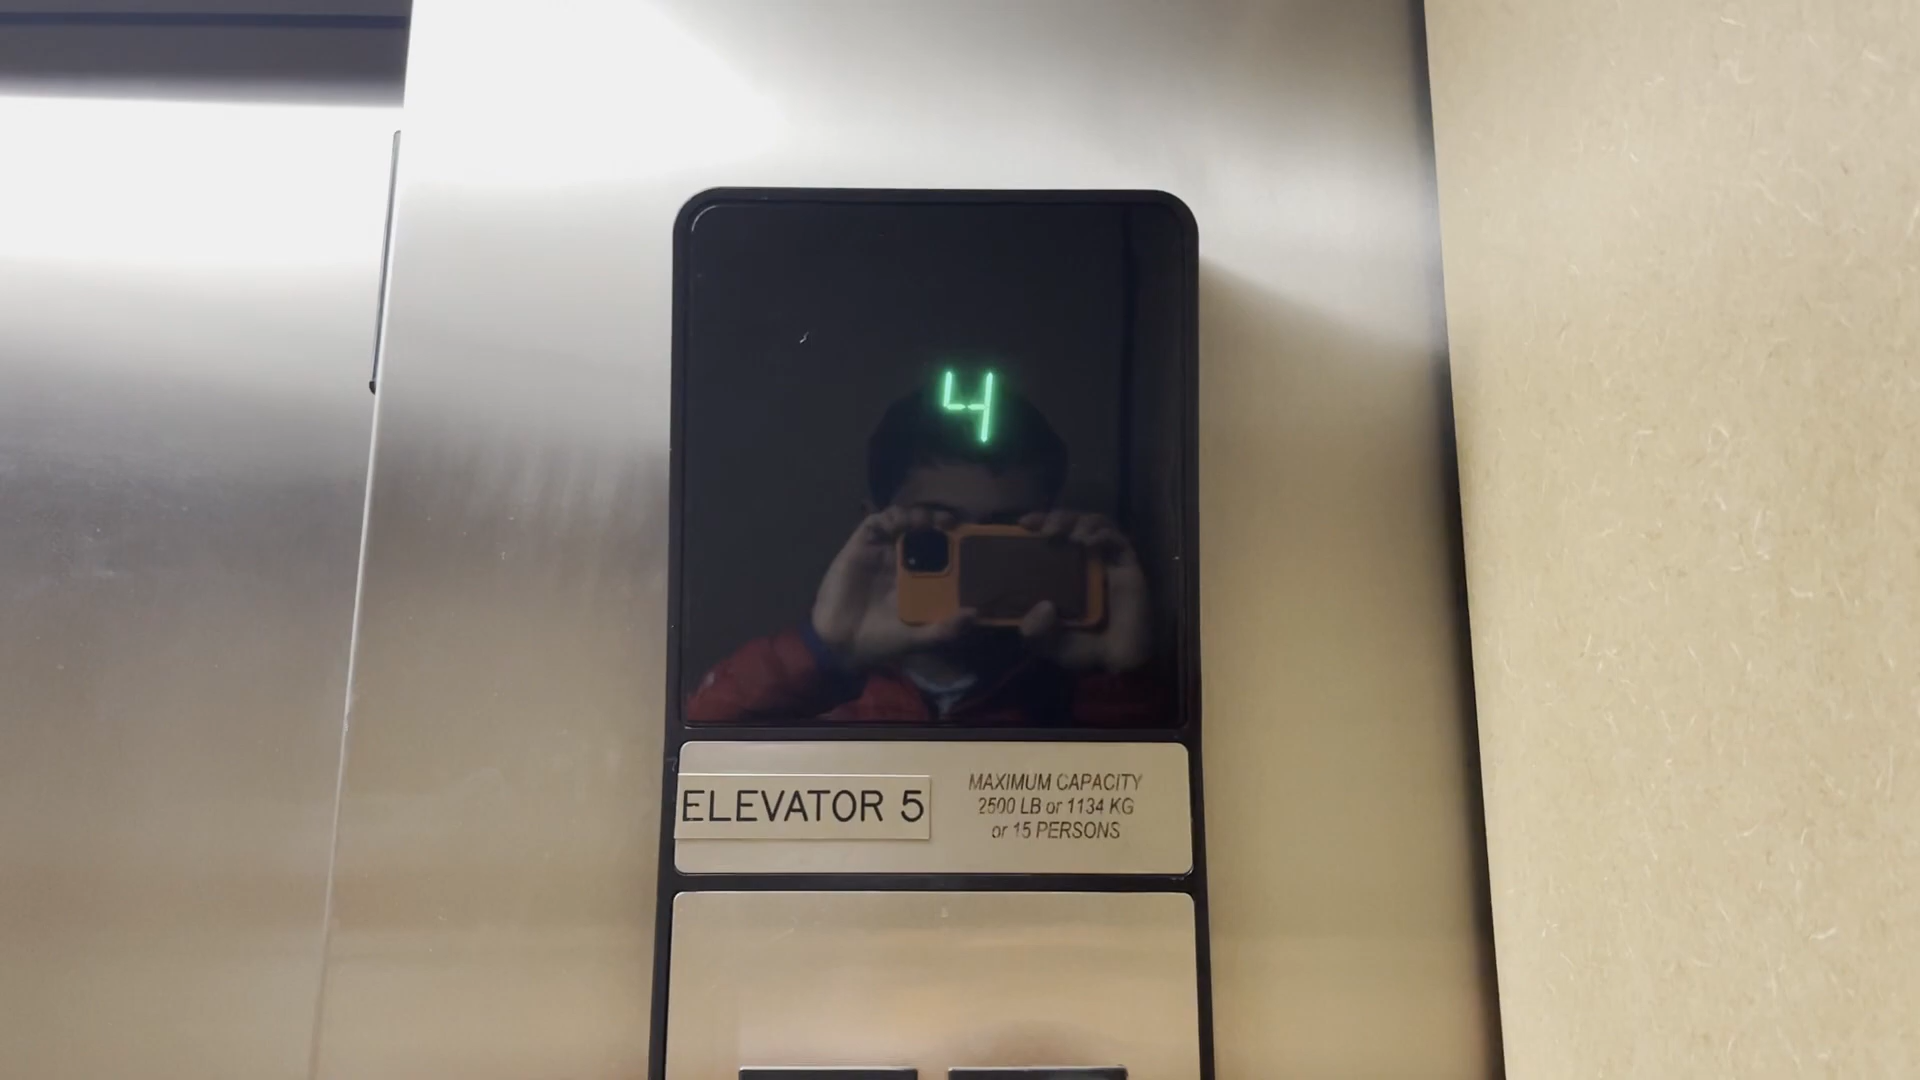 4
ELEVATOR 5
MAXIMUM CAPACITY
2500 LB or 1134 KG
or 15 PERSONS